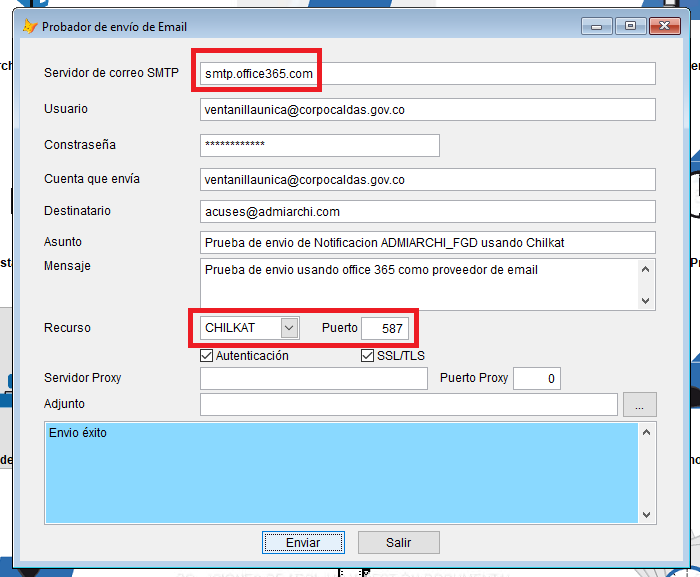 Probador de envío de Email
Servidor de correo SMTP smtp.office365.com
Usuario ventanillaunica@corpocaldas.gov.co
Constraseña ************
Cuenta que envía ventanillaunica@corpocaldas.gov.co
Destinatario acuses@admiarchi.com
Asunto Prueba de envio de Notificacion ADMIARCHI_FGD usando Chilkat
Mensaje Prueba de envio usando office 365 como proveedor de email
Recurso CHILKAT Puerto 587
Autenticación SSL/TLS
Servidor Proxy Puerto Proxy 0
Adjunto ...
Envio éxito
Enviar Salir